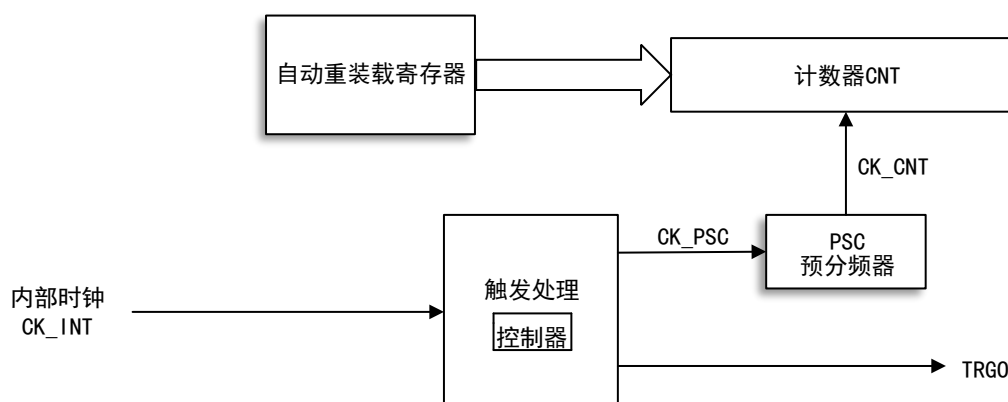 自动重装载寄存器
计数器CNT
CK_CNT
CK_PSC
PSC
预分频器
触发处理
控制器
内部时钟
CK_INT
TRGO